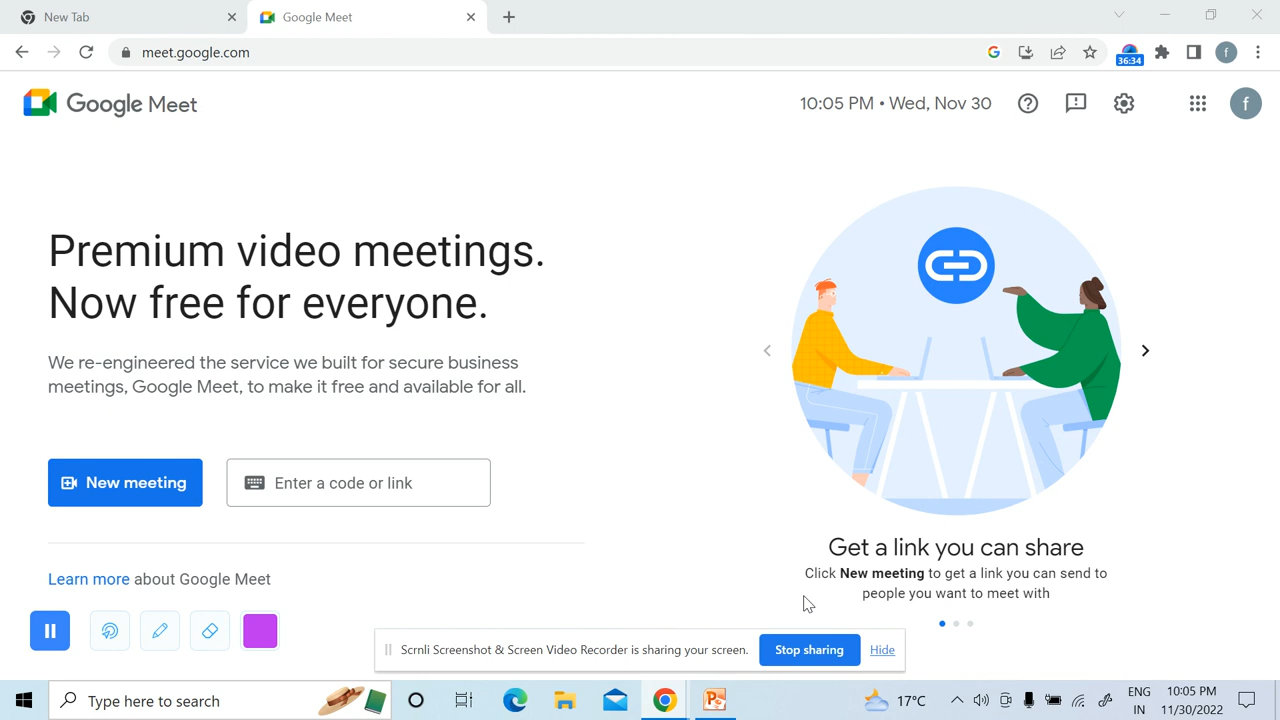 New Tab
Google Meet
meet.google.com
36:34
f
Google Meet
10:05 PM • Wed, Nov 30
f
Premium video meetings.
Now free for everyone.
We re-engineered the service we built for secure business
meetings, Google Meet, to make it free and available for all.
New meeting
Enter a code or link
Learn more about Google Meet
Get a link you can share
Click New meeting to get a link you can send to
people you want to meet with
Scrnli Screenshot & Screen Video Recorder is sharing your screen.
Stop sharing
Hide
Type here to search
17°C
ENG
IN
10:05 PM
11/30/2022